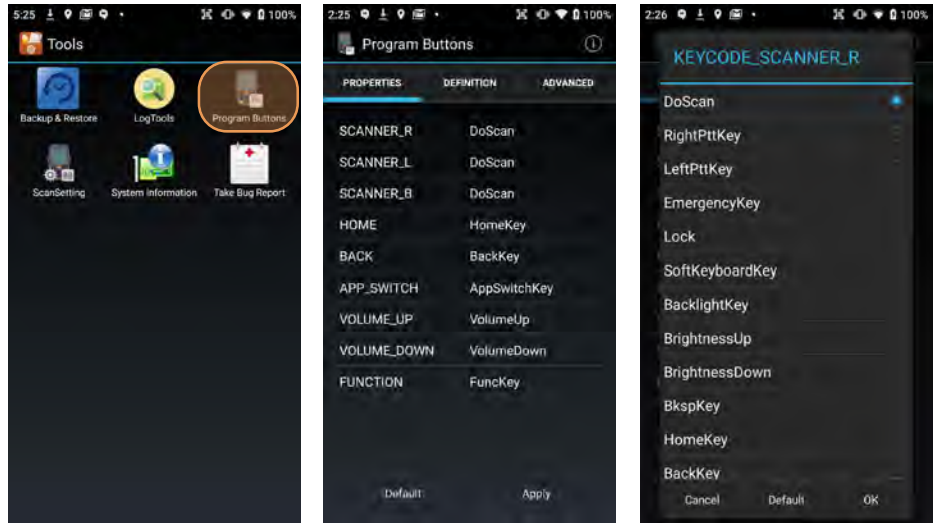 5:25 100%
Tools
Backup & Restore LogTools Program Buttons
ScanSetting System Information Take Bug Report
2:25 100%
Program Buttons
PROPERTIES DEFINITION ADVANCED
SCANNER_R DoScan
SCANNER_L DoScan
SCANNER_B DoScan
HOME HomeKey
BACK BackKey
APP_SWITCH AppSwitchKey
VOLUME_UP VolumeUp
VOLUME_DOWN VolumeDown
FUNCTION FuncKey
Default Apply
2:26 100%
KEYCODE_SCANNER_R
DoScan
RightPttKey
LeftPttKey
EmergencyKey
Lock
SoftKeyboardKey
BacklightKey
BrightnessUp
BrightnessDown
BkspKey
HomeKey
BackKey
Cancel Default OK